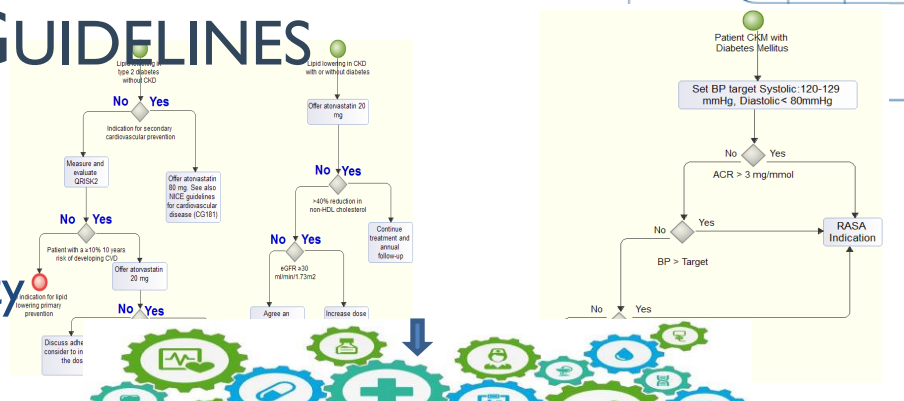 GUIDELINES
Lipid lowering in
type 2 diabetes
without CKD
No Yes
Indication for secondary
cardiovascular prevention
Measure and
evaluate
QRISK2
Offer atorvastatin
80 mg. See also
NICE guidelines
for cardiovascular
disease (CG181)
No Yes
Patient with a ≥10% 10 years
risk of developing CVD
indication for lipid
lowering primary
prevention
Offer atorvastatin
20 mg
No Yes
Discuss
consider to
the
Lipid lowering in CKD
with or without diabetes
Offer atorvastatin 20
mg
No Yes
>40% reduction in
non-HDL cholesterol
Continue
treatment and
annual
follow-up
No Yes
eGFR ≥30
ml/min/1.73m2
Agree an
Increase dose
Patient CKM with
Diabetes Mellitus
Set BP target Systolic:120-129
mmHg, Diastolic< 80mmHg
No Yes
ACR > 3 mg/mmol
No Yes
BP > Target
RASA
Indication
No Yes